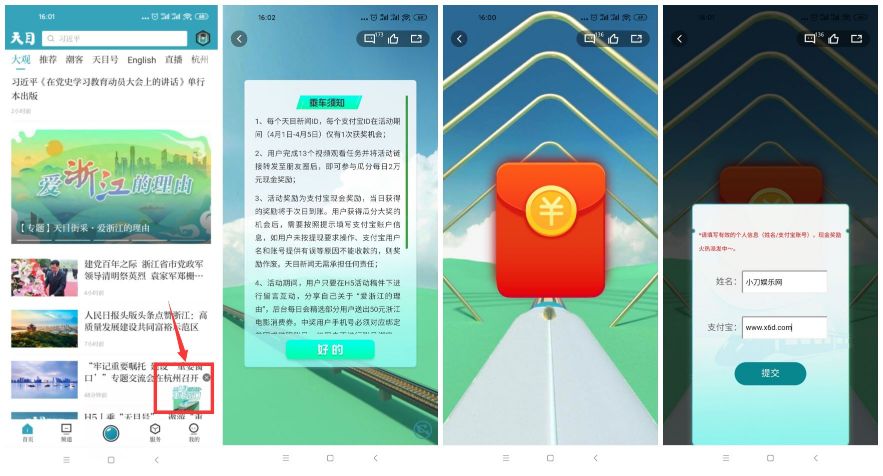 16:01
天目
习近平
大观 推荐 潮客 天目号 English 直播 杭州
习近平《在党史学习教育动员大会上的讲话》单行
本出版
2小时前
爱浙江的理由
【专题】天目街采·爱浙江的理由
建党百年之际 浙江省市党政军
领导清明祭英烈 袁家军郑栅…
4小时前
人民日报头版头条点赞浙江：高
质量发展建设共同富裕示范区
7小时前
“牢记重要嘱托 建设‘重要窗
口’”专题交流会在杭州召开
48分钟前
H5｜乘“天目号”
首页
频道
服务
我的
16:02
173
乘车须知
1、每个天目新闻ID，每个支付宝ID在活动期
间（4月1日-4月5日）仅有1次获奖机会；
2、用户完成13个视频观看任务并将活动链
接转发至朋友圈后，即可参与瓜分每日2万
元现金奖励；
3、活动奖励为支付宝现金奖励，当日获得
的奖励将于次日到账。用户获得瓜分大奖的
机会后，需要按照提示填写支付宝账户信
息，如用户未按提现要求操作、支付宝用户
名和账号提供有误等原因不能收款的，则奖
励作废。天目新闻无需承担任何责任；
4、活动期间，用户只要在H5活动稿件下进
行留言互动，分享自己关于“爱浙江的理
由”，后台每日会精选部分用户送出50元浙江
电影消费券。中奖用户手机号必须对应绑定
好的
16:00
136
¥
16:01
136
*请填写有效的个人信息（姓名/支付宝账号），现金奖励
火热派发中～。
姓名： 小刀娱乐网
支付宝： www.x6d.com
提交